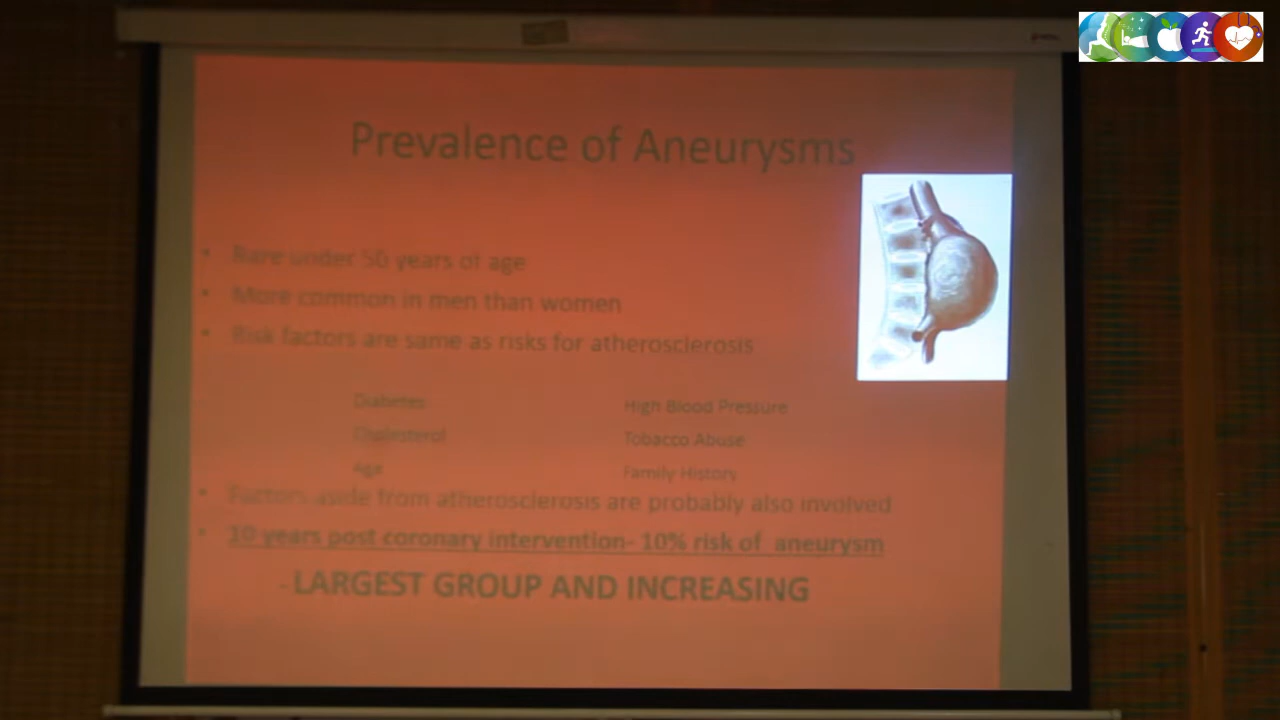 Prevalence of Aneurysms
• Rare under 50 years of age
• More common in men than women
• Risk factors are same as risks for atherosclerosis
Diabetes High Blood Pressure
Cholesterol Tobacco Abuse
Age Family History
• Factors aside from atherosclerosis are probably also involved
• 10 years post coronary intervention- 10% risk of aneurysm
- LARGEST GROUP AND INCREASING